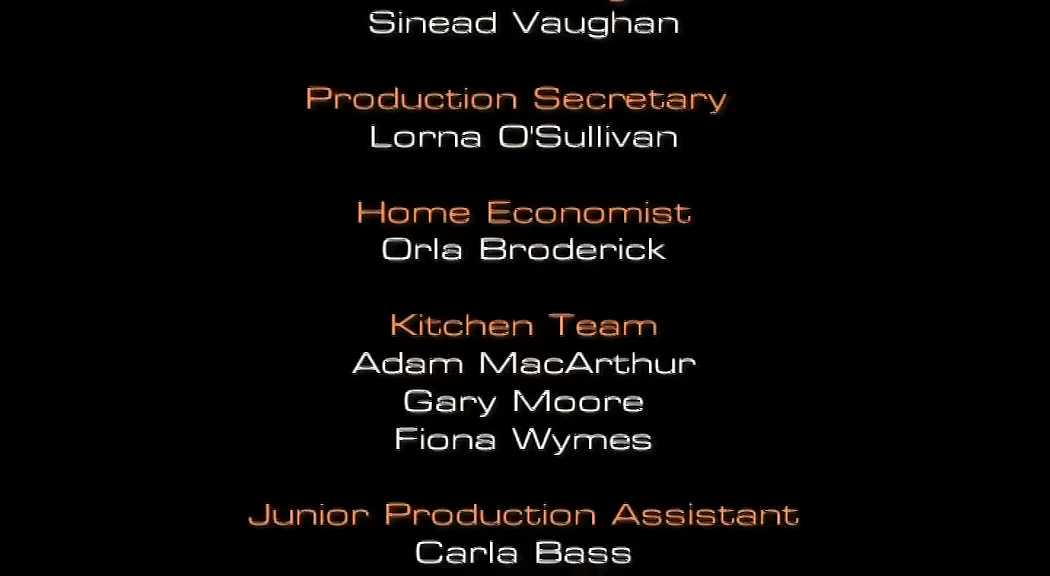 Sinead Vaughan
Production Secretary
Lorna O'Sullivan
Home Economist
Orla Broderick
Kitchen Team
Adam MacArthur
Gary Moore
Fiona Wymes
Junior Production Assistant
Carla Bass